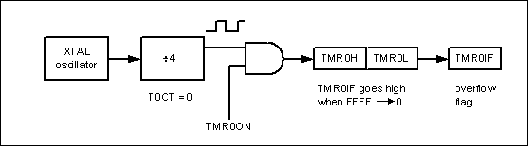 XTAL
oscillator
÷4
TOCT = 0
TMR0ON
TMR0H
TMR0L
TMR0IF
TMR0IF goes high
when FFFF → 0
overflow
flag